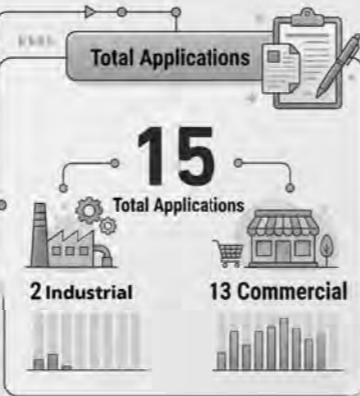 Total Applications
15
Total Applications
2 Industrial
13 Commercial